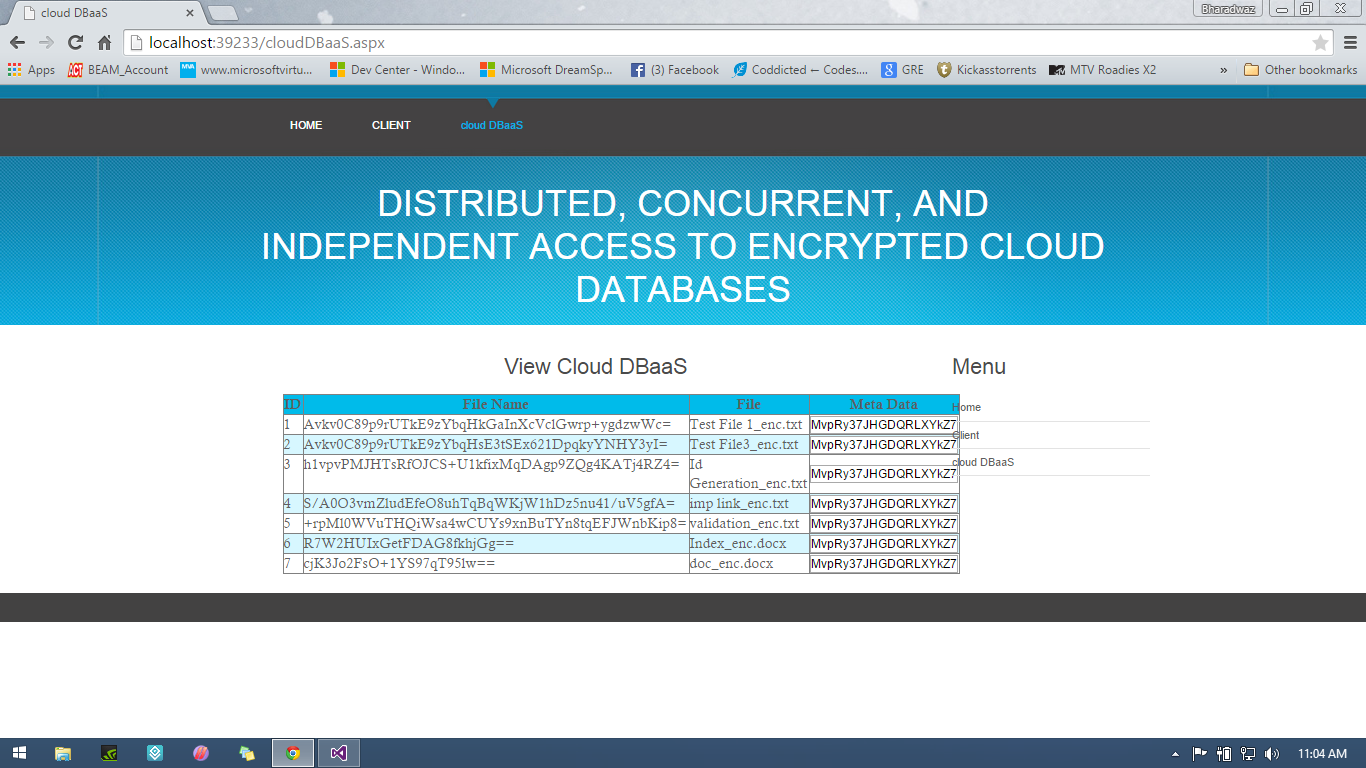 cloud DBaaS
Bharadwaz
localhost:39233/cloudDBaaS.aspx
Apps BEAM_Account www.microsoftvirtu... Dev Center - Windo... Microsoft DreamSp... (3) Facebook Coddicted ← Codes.... GRE Kickasstorrents MTV Roadies X2 » Other bookmarks
HOME CLIENT cloud DBaaS
DISTRIBUTED, CONCURRENT, AND
INDEPENDENT ACCESS TO ENCRYPTED CLOUD
DATABASES
View Cloud DBaaS
ID File Name File Meta Data
1 Avkv0C89p9rUTkE9zYbqHkGaInXcVclGwrp+ygdzwWc= Test File 1_enc.txt MvpRy37JHGDQRLXYkZ7
2 Avkv0C89p9rUTkE9zYbqHsE3tSEx621DpqkyYNHY3yI= Test File3_enc.txt MvpRy37JHGDQRLXYkZ7
3 h1vpvPMJHTsRfOJCS+U1kfixMqDAgp9ZQg4KATj4RZ4= Id Generation_enc.txt MvpRy37JHGDQRLXYkZ7
4 S/A0O3vmZludEfeO8uhTqBqWKjW1hDz5nu41/uV5gfA= imp link_enc.txt MvpRy37JHGDQRLXYkZ7
5 +rpMl0WVuTHQiWsa4wCUYs9xnBuTYn8tqEFJWnbKip8= validation_enc.txt MvpRy37JHGDQRLXYkZ7
6 R7W2HUIxGetFDAG8fkhjGg== Index_enc.docx MvpRy37JHGDQRLXYkZ7
7 cjK3Jo2FsO+1YS97qT95lw== doc_enc.docx MvpRy37JHGDQRLXYkZ7
Menu
Home
Client
cloud DBaaS
11:04 AM